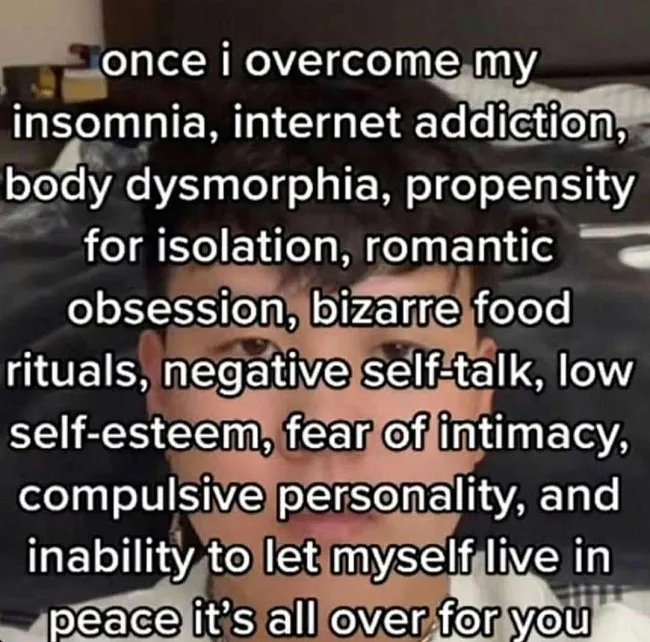 once i overcome my
insomnia, internet addiction,
body dysmorphia, propensity
for isolation, romantic
obsession, bizarre food
rituals, negative self-talk, low
self-esteem, fear of intimacy,
compulsive personality, and
inability to let myself live in
peace it's all over for you